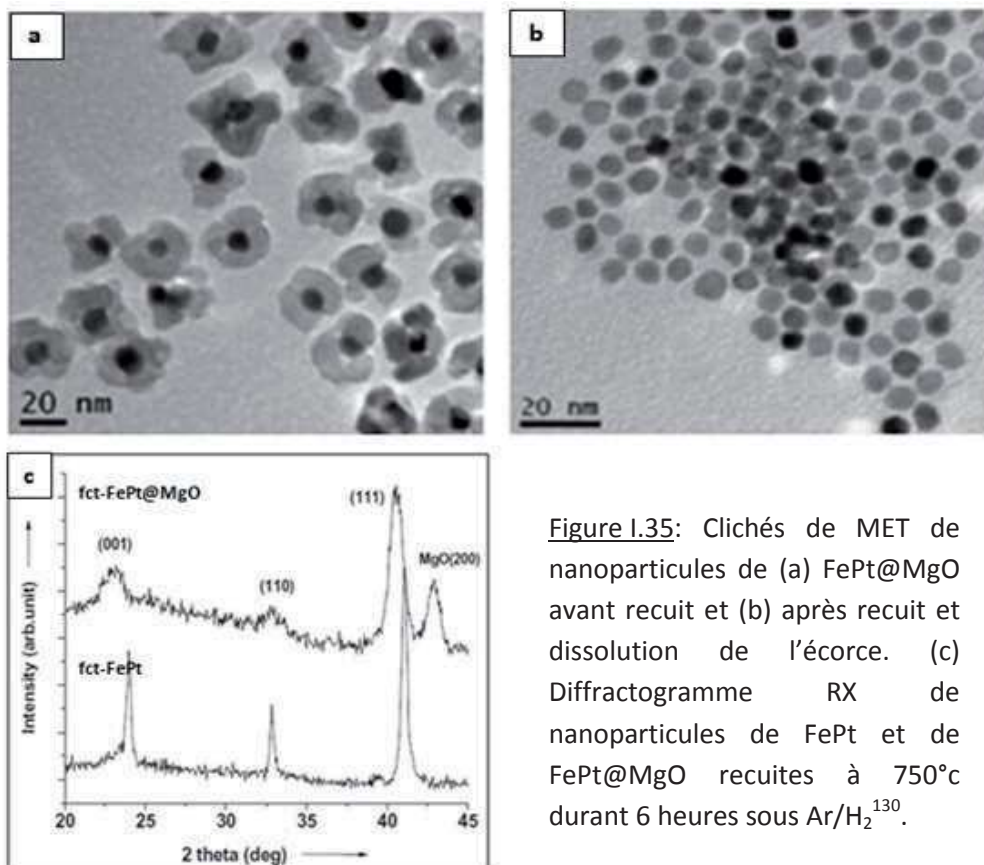 a
20 nm
b
20 nm
c
fct-FePt@MgO
(001)
(110)
(111)
MgO(200)
fct-FePt
Intensity (arb.unit)
20 25 30 35 40 45
2 theta (deg)
Figure I.35: Clichés de MET de
nanoparticules de (a) FePt@MgO
avant recuit et (b) après recuit et
dissolution de l’écorce. (c)
Diffractogramme RX de
nanoparticules de FePt et de
FePt@MgO recuites à 750°c
durant 6 heures sous Ar/H₂¹³⁰.